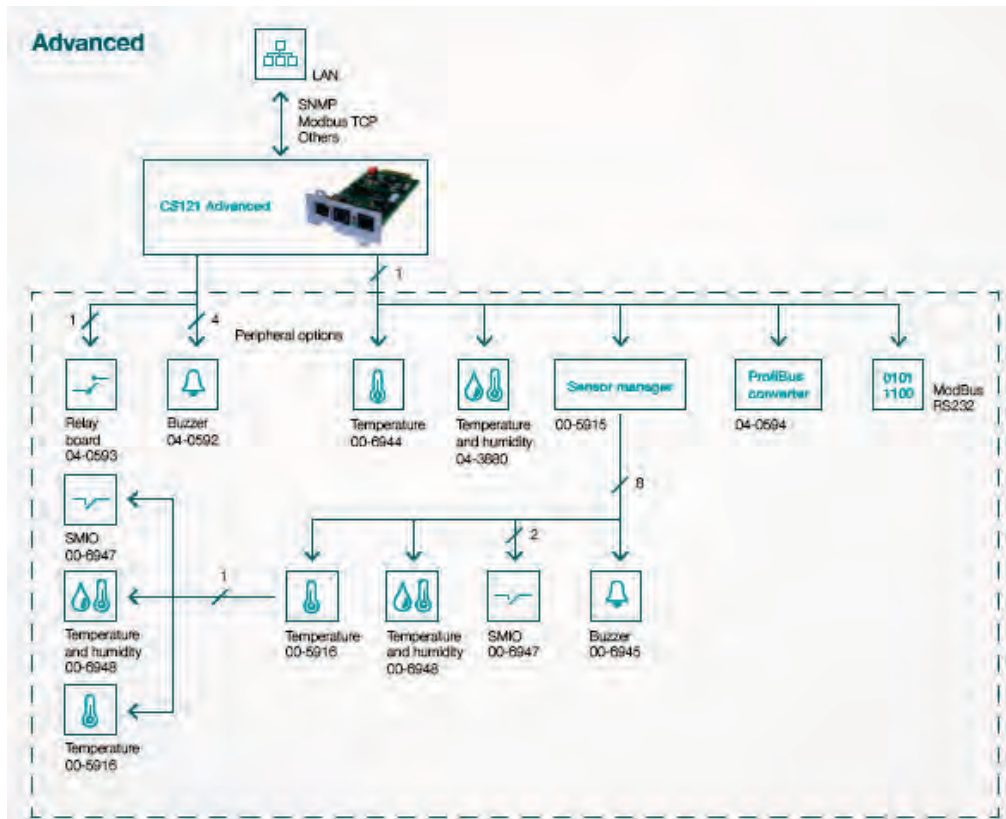 Advanced
LAN
SNMP
Modbus TCP
Others
CS121 Advanced
1
1
4
Peripheral options
Relay
board
04-0593
Buzzer
04-0592
Temperature
00-6944
Temperature
and humidity
04-3880
Sensor manager
00-5915
ProfiBus
converter
04-0594
0101
1100
ModBus
RS232
8
SMIO
00-6947
2
1
Temperature
and humidity
00-6948
Temperature
00-5916
Temperature
and humidity
00-6948
SMIO
00-6947
Buzzer
00-6945
Temperature
00-5916